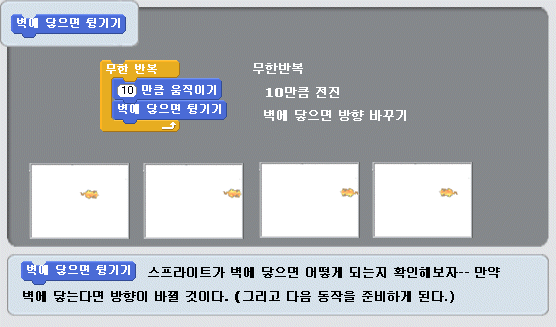 벽에 닿으면 튕기기
무한 반복
10 만큼 움직이기
벽에 닿으면 튕기기
무한반복
10만큼 전진
벽에 닿으면 방향 바꾸기
벽에 닿으면 튕기기 스프라이트가 벽에 닿으면 어떻게 되는지 확인해보자-- 만약
벽에 닿는다면 방향이 바뀔 것이다. (그리고 다음 동작을 준비하게 된다.)